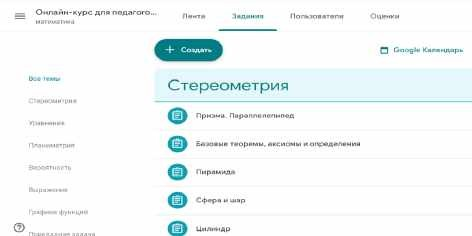 Онлайн-курс для педагого...
математика
Лента
Задания
Пользователи
Оценки
Создать
Google Календарь
Все темы
Стереометрия
Уравнения
Планиметрия
Вероятность
Выражения
Графики функций
Прикладная задача
Стереометрия
Призма. Параллелепипед
Базовые теоремы, аксиомы и определения
Пирамида
Сфера и шар
Цилиндр